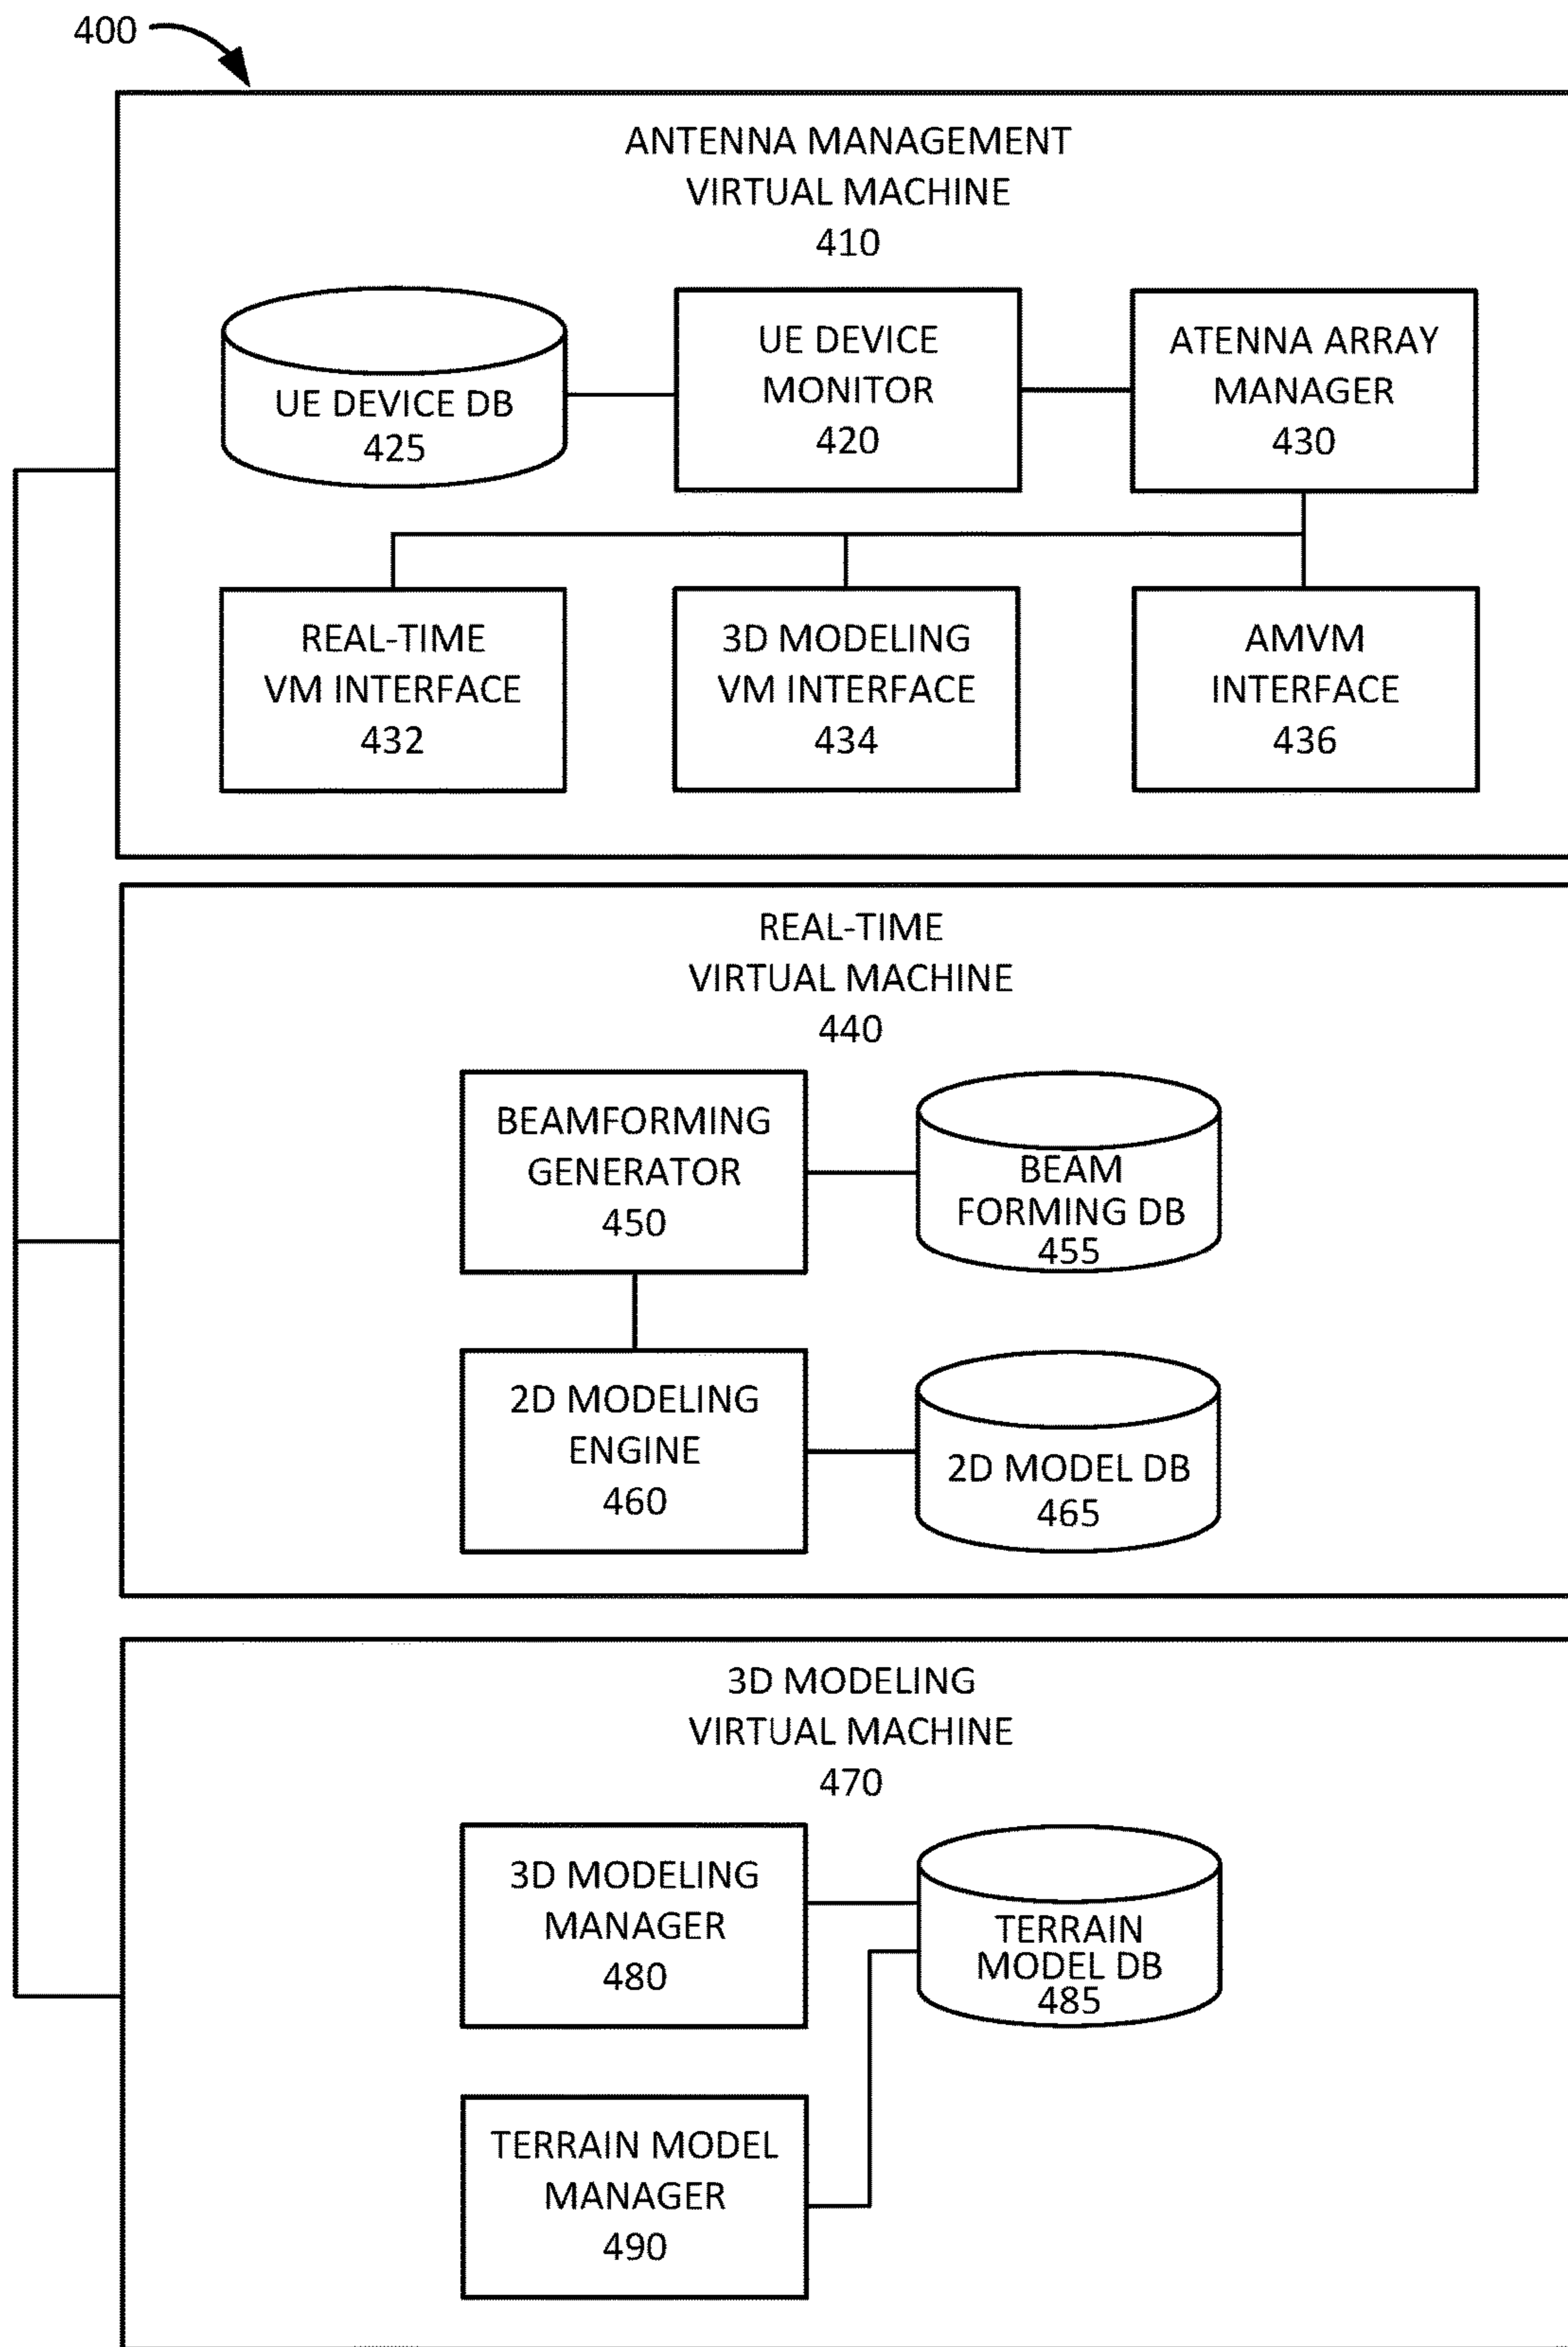 400
ANTENNA MANAGEMENT
VIRTUAL MACHINE
410
UE DEVICE DB
425
UE DEVICE
MONITOR
420
ATENNA ARRAY
MANAGER
430
REAL-TIME
VM INTERFACE
432
3D MODELING
VM INTERFACE
434
AMVM
INTERFACE
436
REAL-TIME
VIRTUAL MACHINE
440
BEAMFORMING
GENERATOR
450
BEAM
FORMING DB
455
2D MODELING
ENGINE
460
2D MODEL DB
465
3D MODELING
VIRTUAL MACHINE
470
3D MODELING
MANAGER
480
TERRAIN
MODEL DB
485
TERRAIN MODEL
MANAGER
490